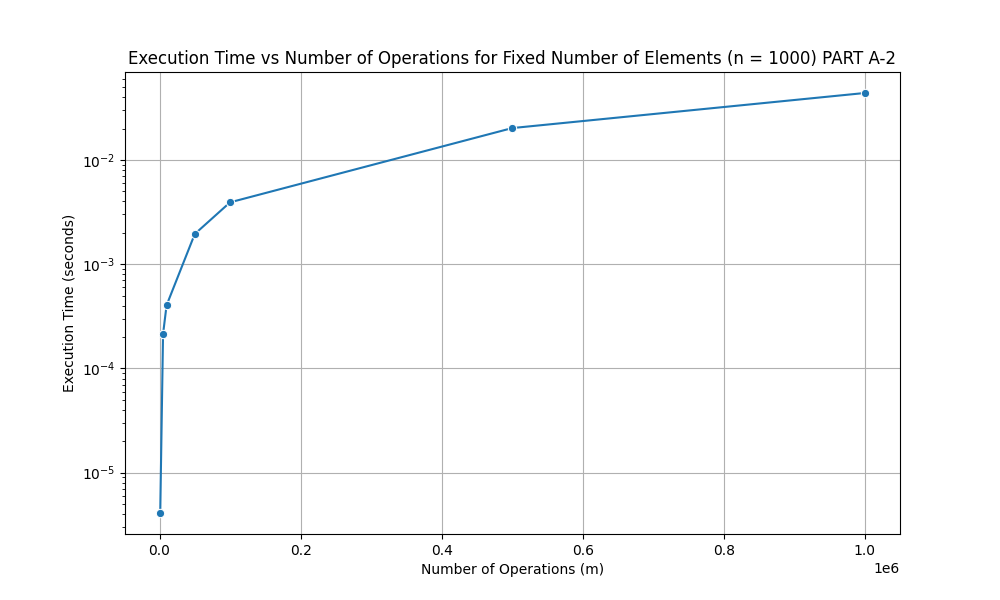 Execution Time vs Number of Operations for Fixed Number of Elements (n = 1000) PART A-2
Execution Time (seconds)
10⁻²
10⁻³
10⁻⁴
10⁻⁵
0.0 0.2 0.4 0.6 0.8 1.0
1e6
Number of Operations (m)